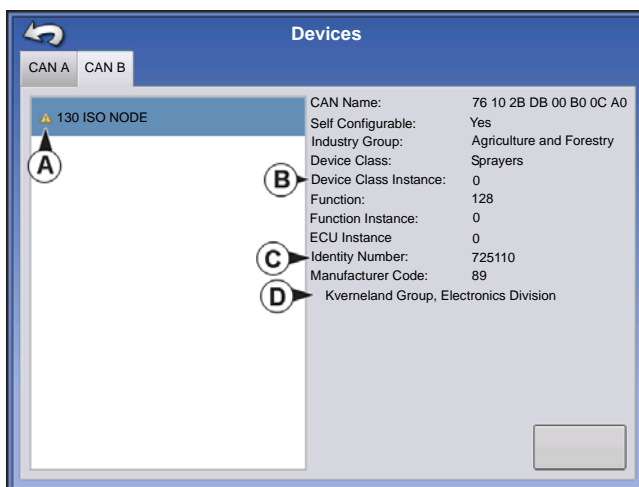 Devices
CAN A CAN B
130 ISO NODE
A
CAN Name: 76 10 2B DB 00 B0 0C A0
Self Configurable: Yes
Industry Group: Agriculture and Forestry
Device Class: Sprayers
B Device Class Instance: 0
Function: 128
Function Instance: 0
ECU Instance 0
C Identity Number: 725110
Manufacturer Code: 89
D Kverneland Group, Electronics Division